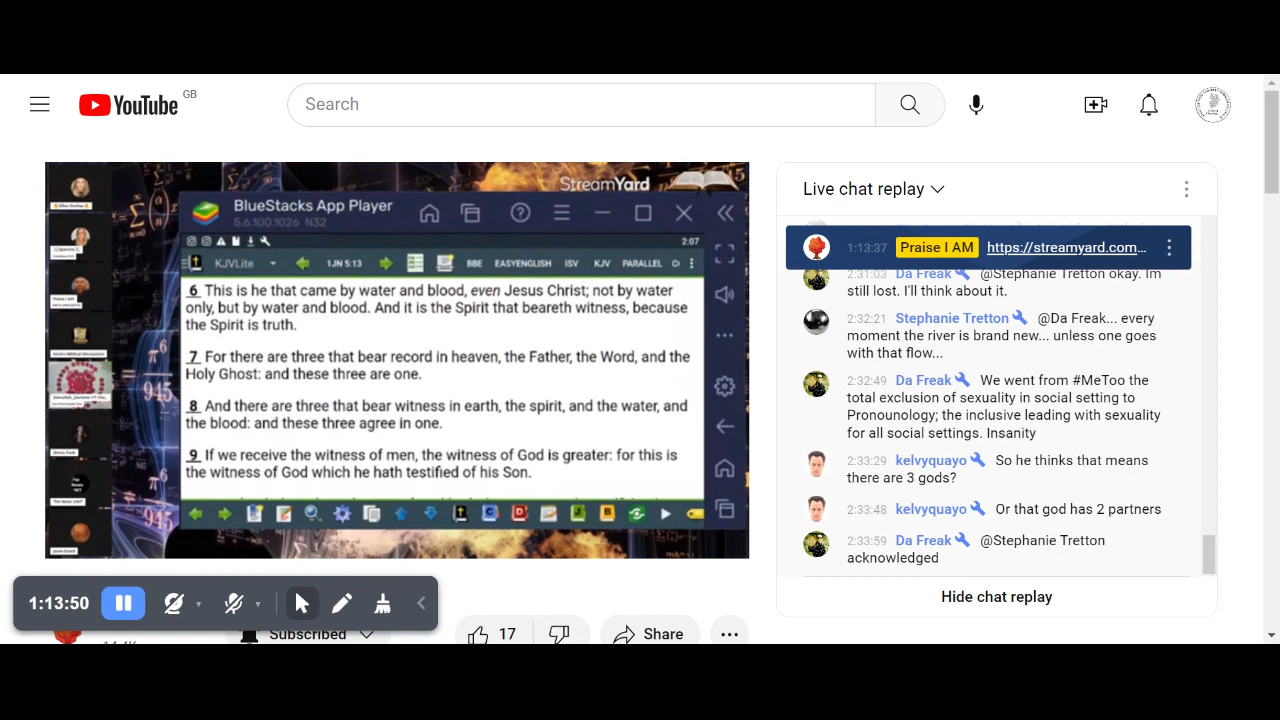 YouTube GB
Search
StreamYard
BlueStacks App Player
5.6.100.1026 N32
2:07
KJVLite
1JN 5:13
BBE EASYENGLISH ISV KJV PARALLEL
6 This is he that came by water and blood, even Jesus Christ; not by water
only, but by water and blood. And it is the Spirit that beareth witness, because
the Spirit is truth.
7 For there are three that bear record in heaven, the Father, the Word, and the
Holy Ghost: and these three are one.
8 And there are three that bear witness in earth, the spirit, and the water, and
the blood: and these three agree in one.
9 If we receive the witness of men, the witness of God is greater: for this is
the witness of God which he hath testified of his Son.
π6
945
Live chat replay
1:13:37 Praise I AM https://streamyard.com...
2:31:03 Da Freak @Stephanie Tretton okay. Im
still lost. I'll think about it.
2:32:21 Stephanie Tretton @Da Freak... every
moment the river is brand new... unless one goes
with that flow...
2:32:49 Da Freak We went from #MeToo the
total exclusion of sexuality in social setting to
Pronounology; the inclusive leading with sexuality
for all social settings. Insanity
2:33:29 kelvyquayo So he thinks that means
there are 3 gods?
2:33:48 kelvyquayo Or that god has 2 partners
2:33:59 Da Freak @Stephanie Tretton
acknowledged
Hide chat replay
1:13:50
Subscribed
17
Share